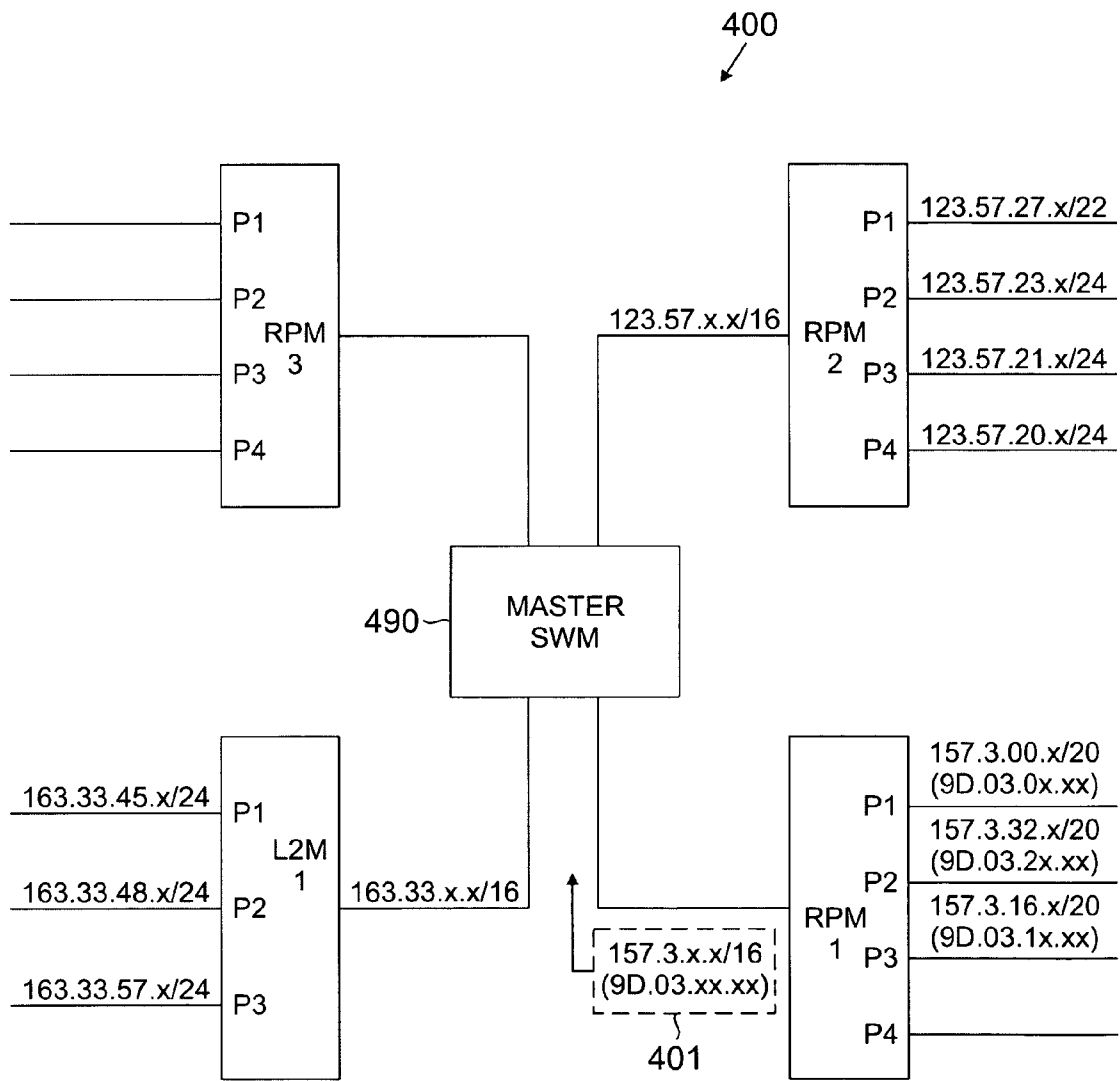 400
P1
P2
RPM
3
P3
P4
123.57.x.x/16
P1
P2
RPM
2
P3
P4
123.57.27.x/22
123.57.23.x/24
123.57.21.x/24
123.57.20.x/24
490
MASTER
SWM
163.33.45.x/24
163.33.48.x/24
163.33.57.x/24
P1
L2M
1
P2
P3
163.33.x.x/16
157.3.x.x/16
(9D.03.xx.xx)
401
P1
P2
RPM
1
P3
P4
157.3.00.x/20
(9D.03.0x.xx)
157.3.32.x/20
(9D.03.2x.xx)
157.3.16.x/20
(9D.03.1x.xx)